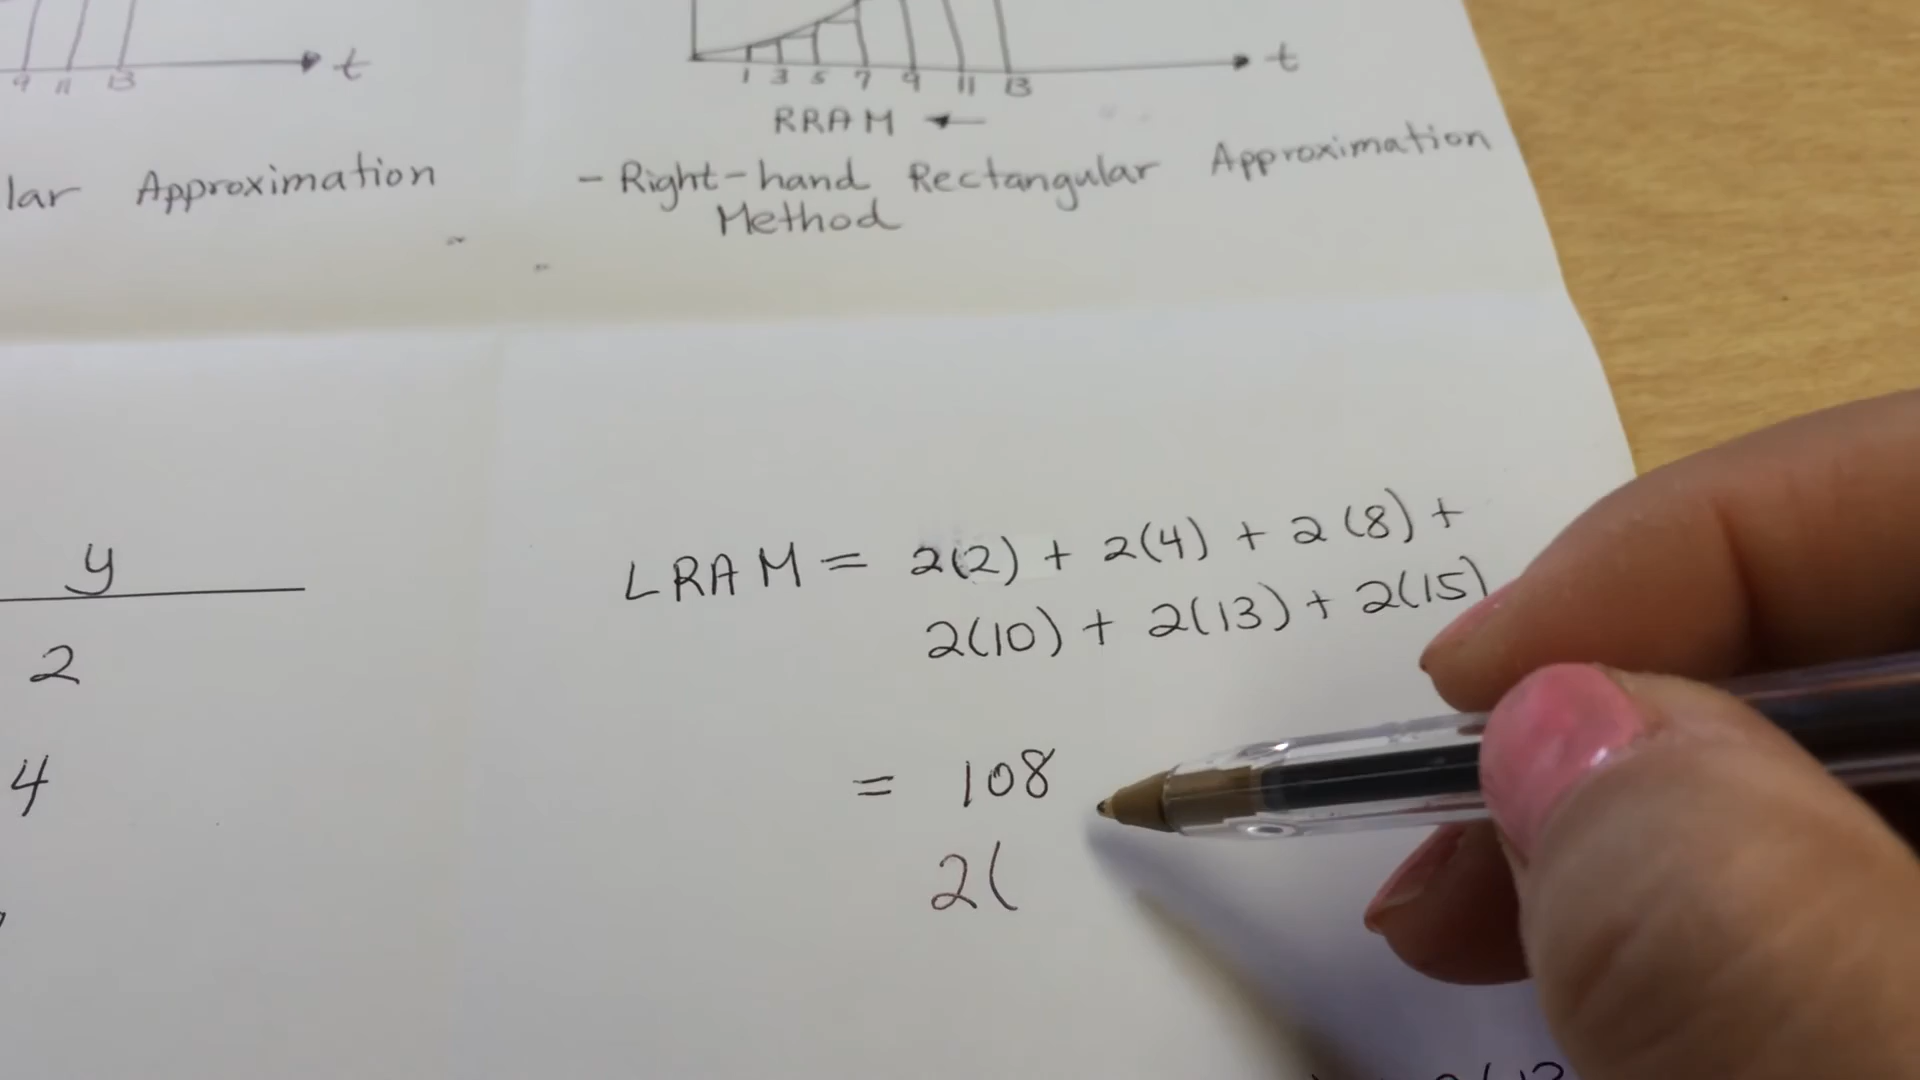 t
9 11 13
t
1 3 5 7 9 11 13
RRAM
lar Approximation
- Right-hand Rectangular Approximation
Method
y
2
4
LRAM = 2(2) + 2(4) + 2(8) +
2(10) + 2(13) + 2(15)
= 108
2(